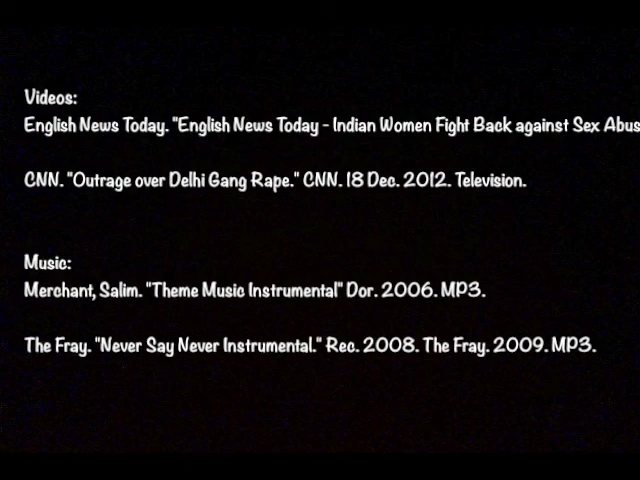 Videos:
English News Today. "English News Today - Indian Women Fight Back against Sex Abus
CNN. "Outrage over Delhi Gang Rape." CNN. 18 Dec. 2012. Television.
Music:
Merchant, Salim. "Theme Music Instrumental" Dor. 2006. MP3.
The Fray. "Never Say Never Instrumental." Rec. 2008. The Fray. 2009. MP3.